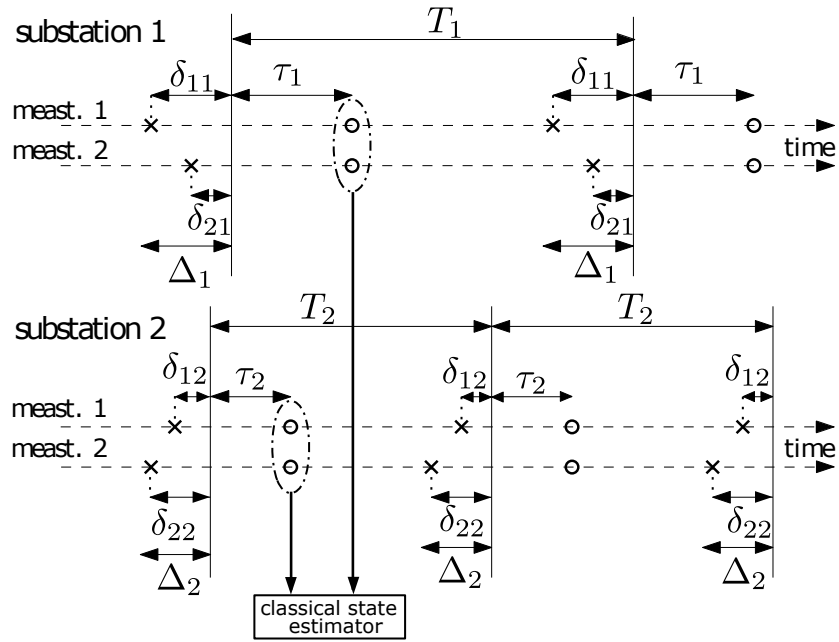 substation 1
T₁
δ₁₁ τ₁ δ₁₁ τ₁
meast. 1
meast. 2
time
δ₂₁ δ₂₁
Δ₁ Δ₁
substation 2
T₂ T₂
δ₁₂ τ₂ δ₁₂ τ₂ δ₁₂
meast. 1
meast. 2
time
δ₂₂ δ₂₂ δ₂₂
Δ₂ Δ₂ Δ₂
classical state
estimator